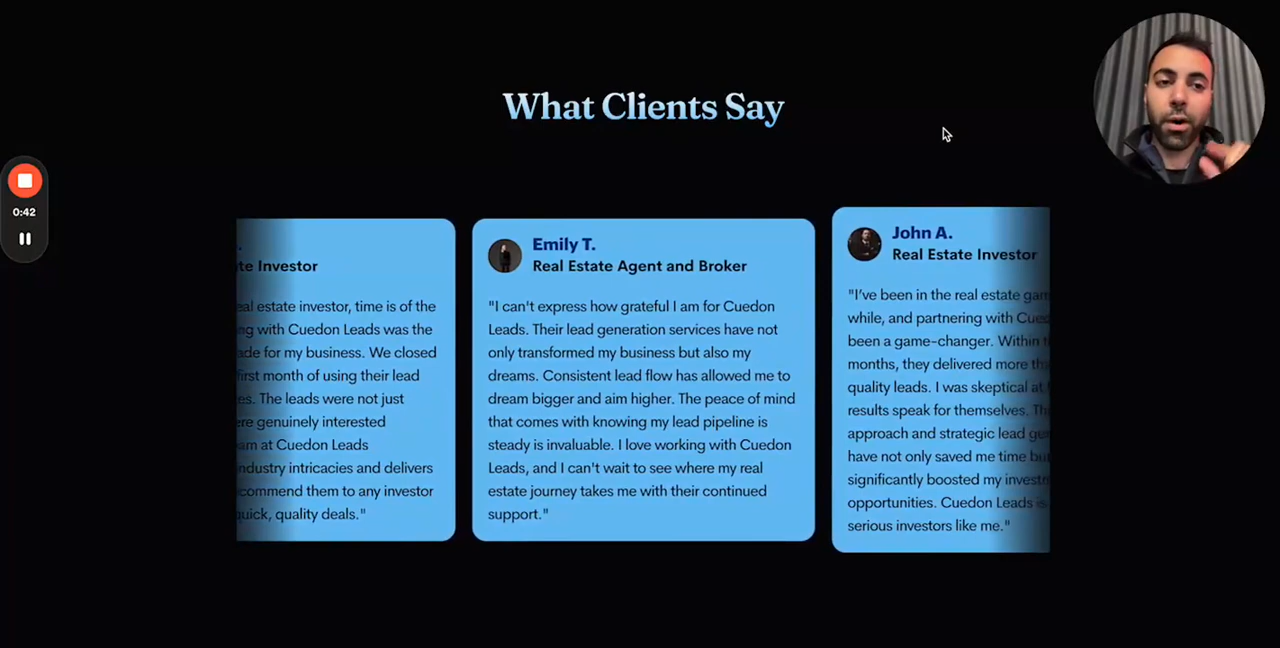 What Clients Say
0:42
te Investor
eal estate investor, time is of the
ng with Cuedon Leads was the
ade for my business. We closed
first month of using their lead
es. The leads were not just
ere genuinely interested
am at Cuedon Leads
industry intricacies and delivers
commend them to any investor
quick, quality deals."
Emily T.
Real Estate Agent and Broker
"I can't express how grateful I am for Cuedon
Leads. Their lead generation services have not
only transformed my business but also my
dreams. Consistent lead flow has allowed me to
dream bigger and aim higher. The peace of mind
that comes with knowing my lead pipeline is
steady is invaluable. I love working with Cuedon
Leads, and I can't wait to see where my real
estate journey takes me with their continued
support."
John A.
Real Estate Investor
"I've been in the real estate gam
while, and partnering with Cued
been a game-changer. Within t
months, they delivered more th
quality leads. I was skeptical at
results speak for themselves. Th
approach and strategic lead gen
have not only saved me time but
significantly boosted my investm
opportunities. Cuedon Leads is
serious investors like me."